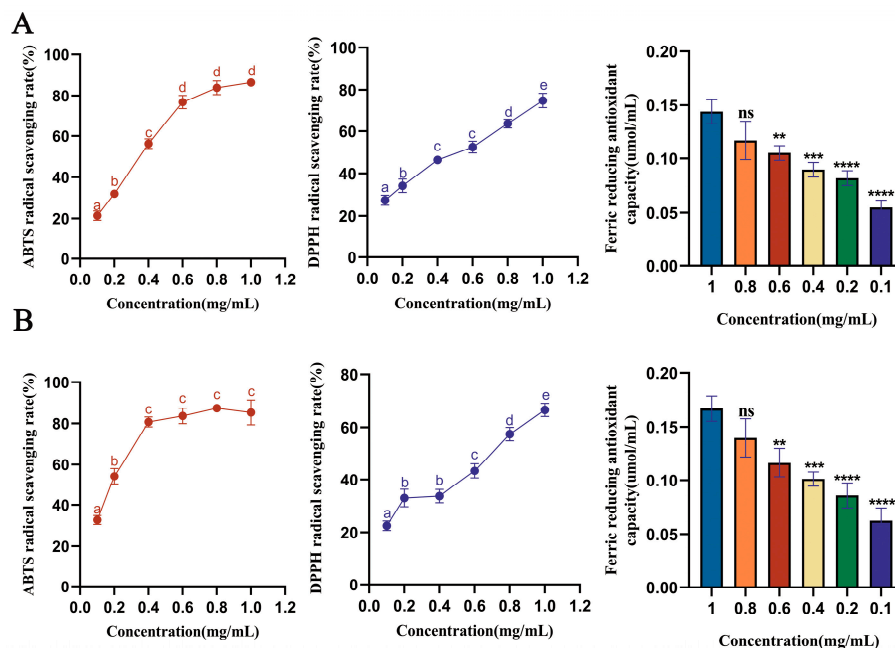 A
ABTS radical scavenging rate(%)
100
80
60
40
20
0
a
b
c
d
d
d
0.0 0.2 0.4 0.6 0.8 1.0 1.2
Concentration(mg/mL)
DPPH radical scavenging rate(%)
100
80
60
40
20
0
a
b
c
c
d
e
0.0 0.2 0.4 0.6 0.8 1.0 1.2
Concentration(mg/mL)
Ferric reducing antioxidant
capacity(umol/mL)
0.20
0.15
0.10
0.05
0.00
ns
**
***
****
****
1 0.8 0.6 0.4 0.2 0.1
Concentration(mg/mL)
B
ABTS radical scavenging rate(%)
100
80
60
40
20
0
a
b
c
c
c
c
0.0 0.2 0.4 0.6 0.8 1.0 1.2
Concentration(mg/mL)
DPPH radical scavenging rate(%)
80
60
40
20
0
a
b
b
c
d
e
0.0 0.2 0.4 0.6 0.8 1.0 1.2
Concentration(mg/mL)
Ferric reducing antioxidant
capacity(umol/mL)
0.20
0.15
0.10
0.05
0.00
ns
**
***
****
****
1 0.8 0.6 0.4 0.2 0.1
Concentration(mg/mL)